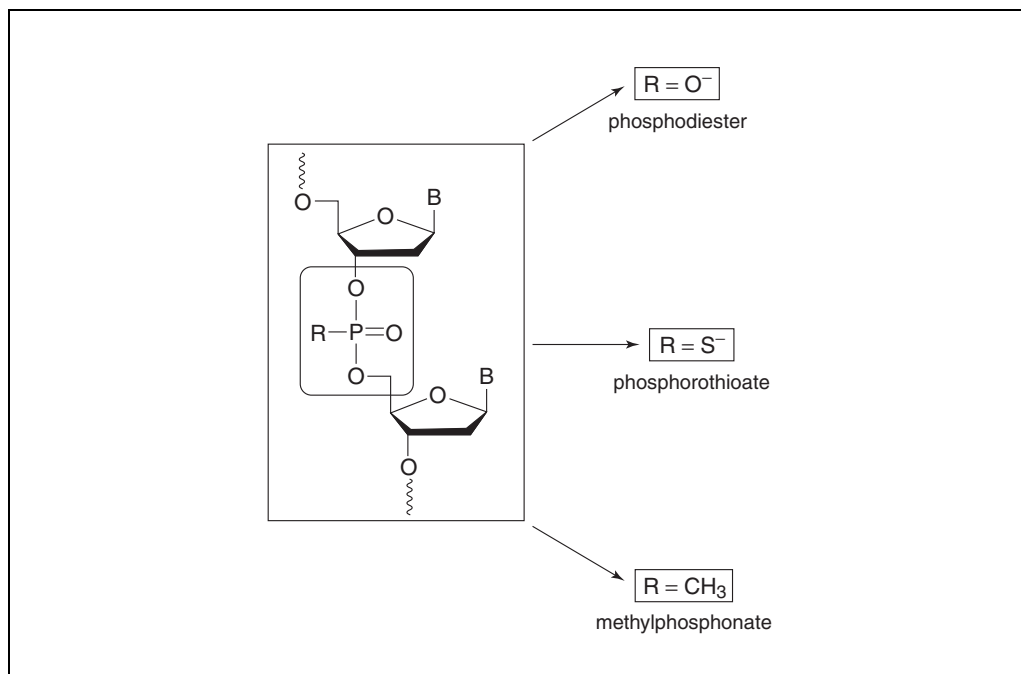 R = O⁻
phosphodiester
O
B
O
O
R–P=O
O
B
O
O
R = S⁻
phosphorothioate
R = CH₃
methylphosphonate